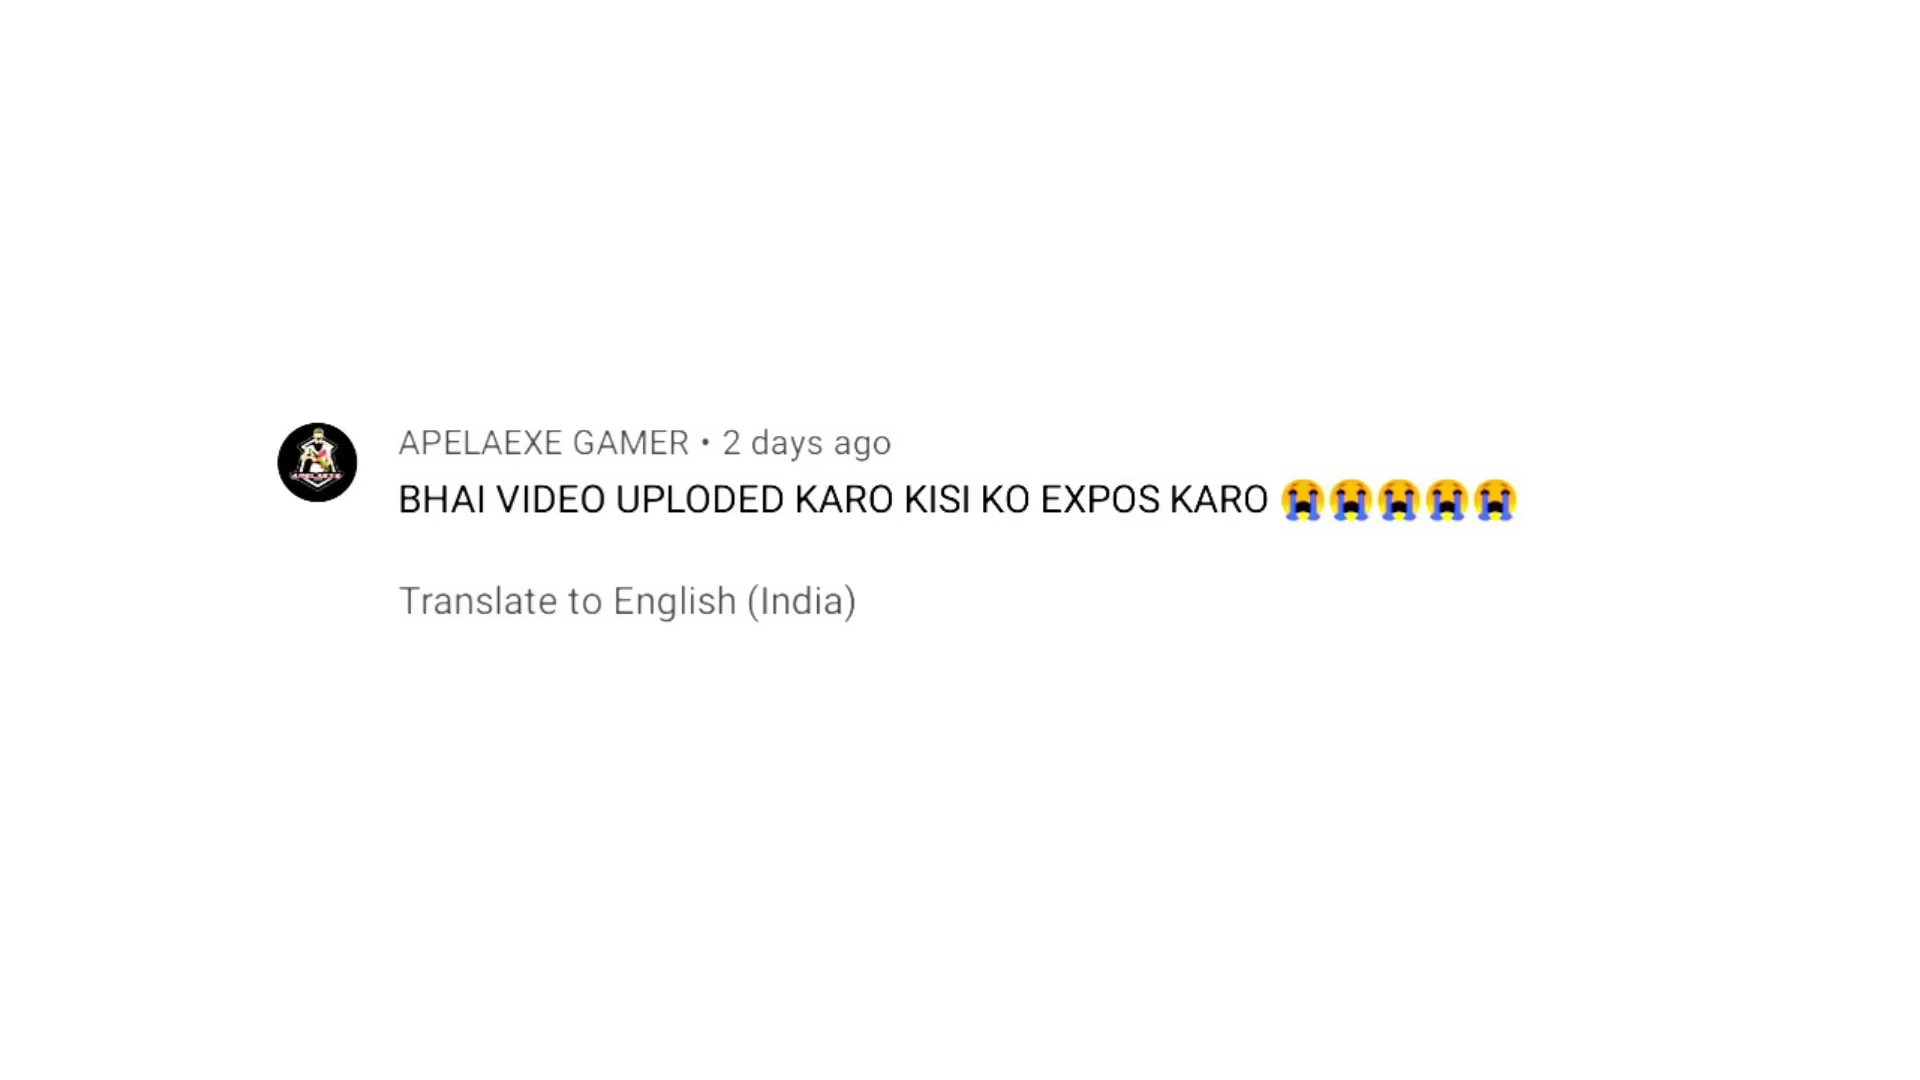 APELAEXE GAMER • 2 days ago
BHAI VIDEO UPLODED KARO KISI KO EXPOS KARO 😭😭😭😭😭
Translate to English (India)